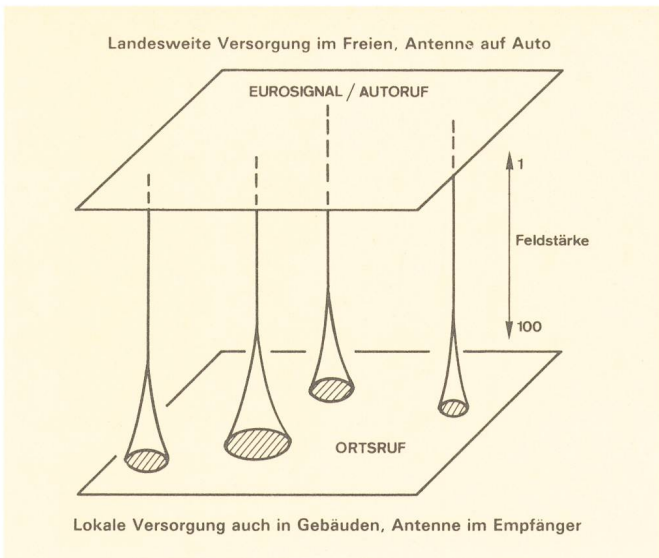 Landesweite Versorgung im Freien, Antenne auf Auto
EUROSIGNAL / AUTORUF
1
Feldstärke
100
ORTSRUF
Lokale Versorgung auch in Gebäuden, Antenne im Empfänger